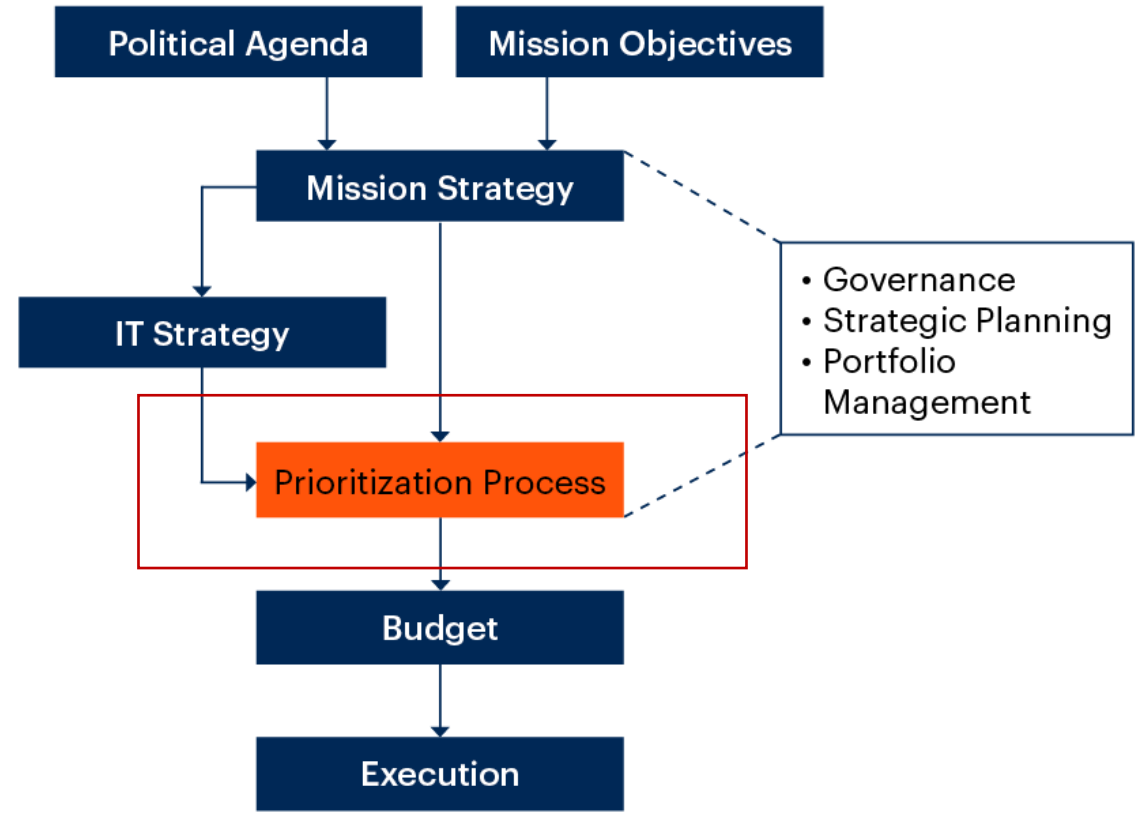 Political Agenda
Mission Objectives
Mission Strategy
IT Strategy
• Governance
• Strategic Planning
• Portfolio
Management
Prioritization Process
Budget
Execution